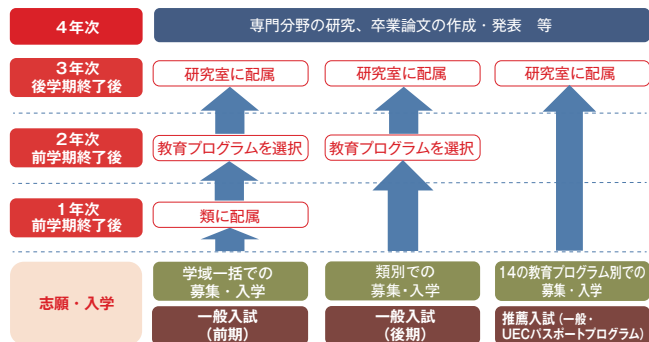 4年次
専門分野の研究、卒業論文の作成・発表 等
3年次
後学期終了後
研究室に配属
研究室に配属
研究室に配属
2年次
前学期終了後
教育プログラムを選択
教育プログラムを選択
1年次
前学期終了後
類に配属
志願・入学
学域一括での
募集・入学
類別での
募集・入学
14の教育プログラム別での
募集・入学
一般入試
(前期)
一般入試
(後期)
推薦入試(一般・
UECパスポートプログラム)